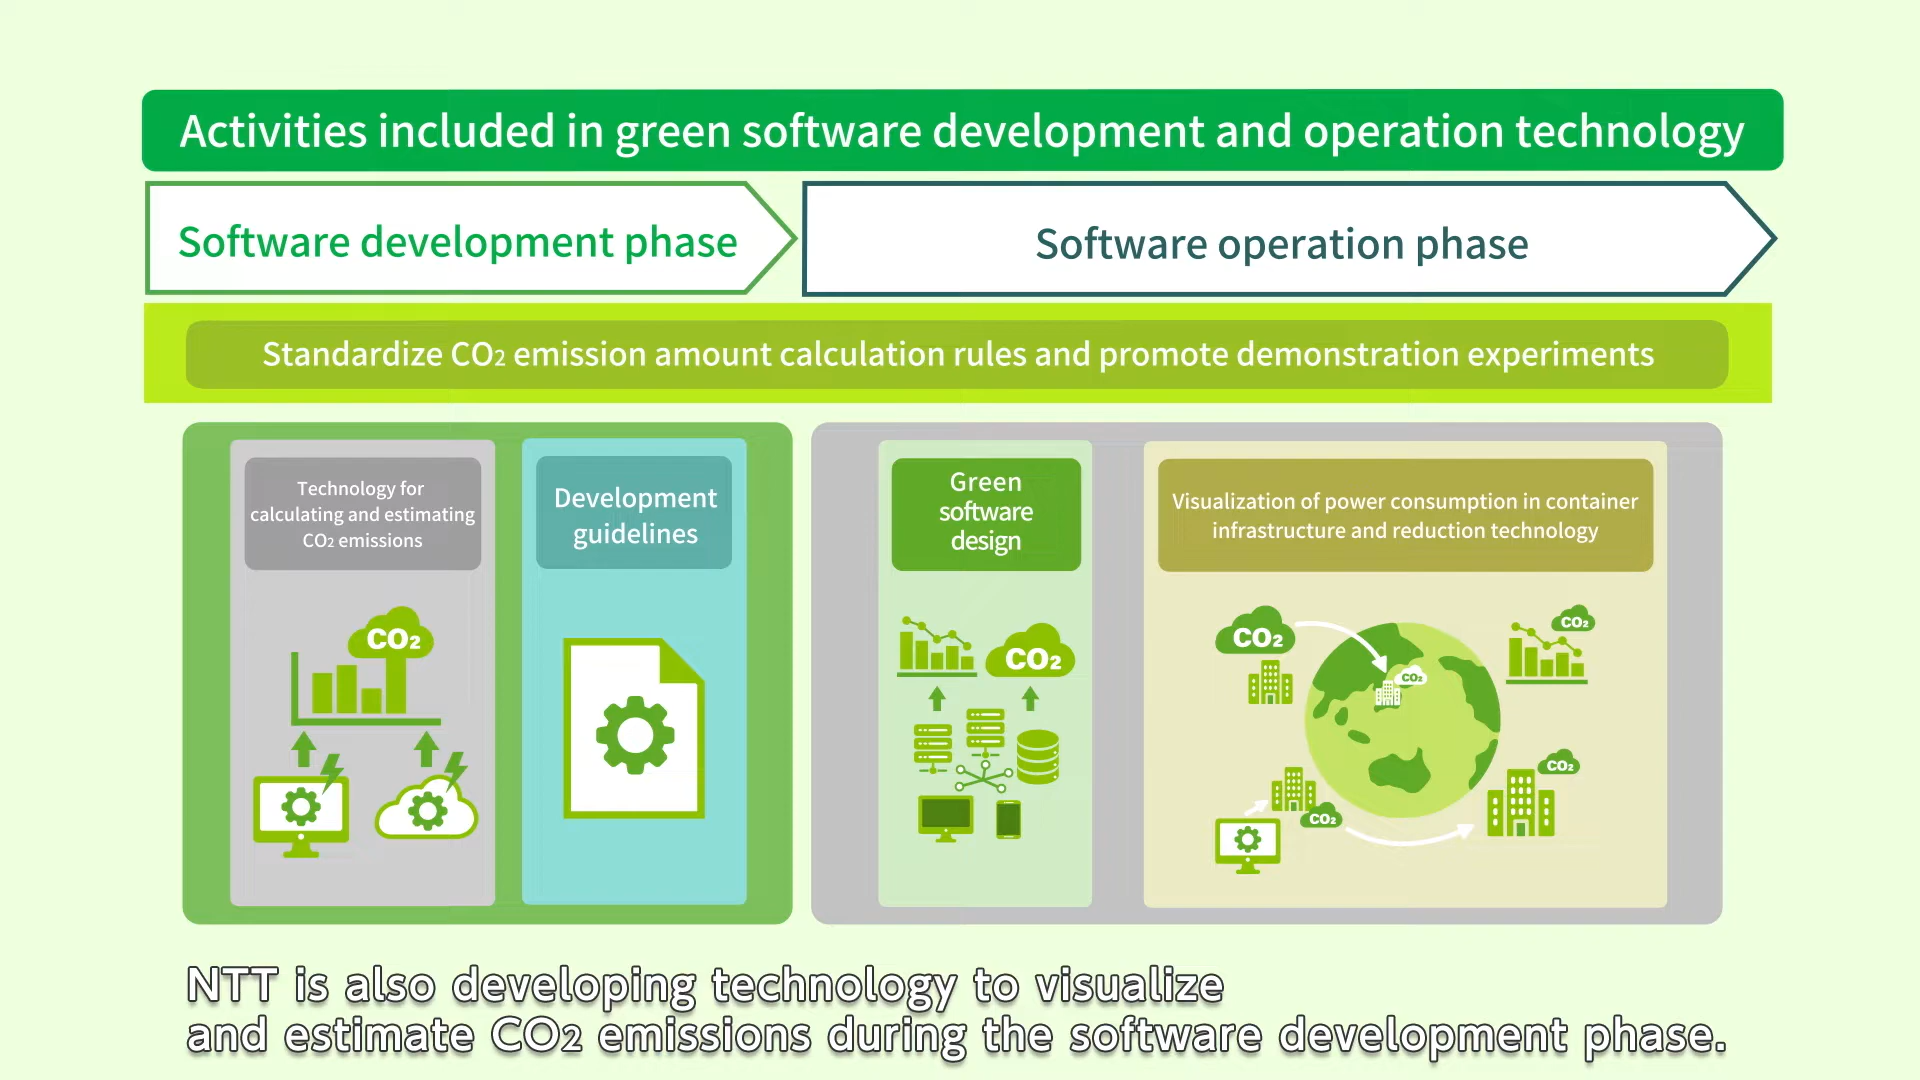 Activities included in green software development and operation technology
Software development phase
Software operation phase
Standardize CO2 emission amount calculation rules and promote demonstration experiments
Technology for
calculating and estimating
CO2 emissions
Development
guidelines
Green
software
design
Visualization of power consumption in container
infrastructure and reduction technology
CO2
CO2
CO2
CO2
CO2
CO2
CO2
NTT is also developing technology to visualize
and estimate CO2 emissions during the software development phase.